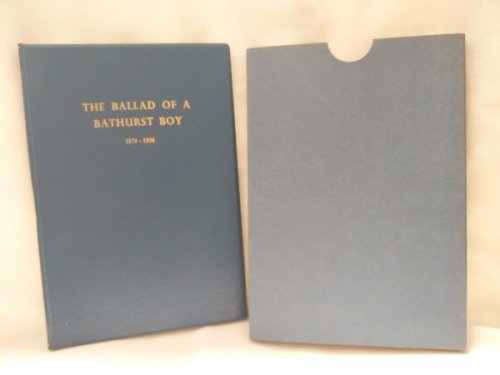 THE BALLAD OF A
BATHURST BOY
1874-1956